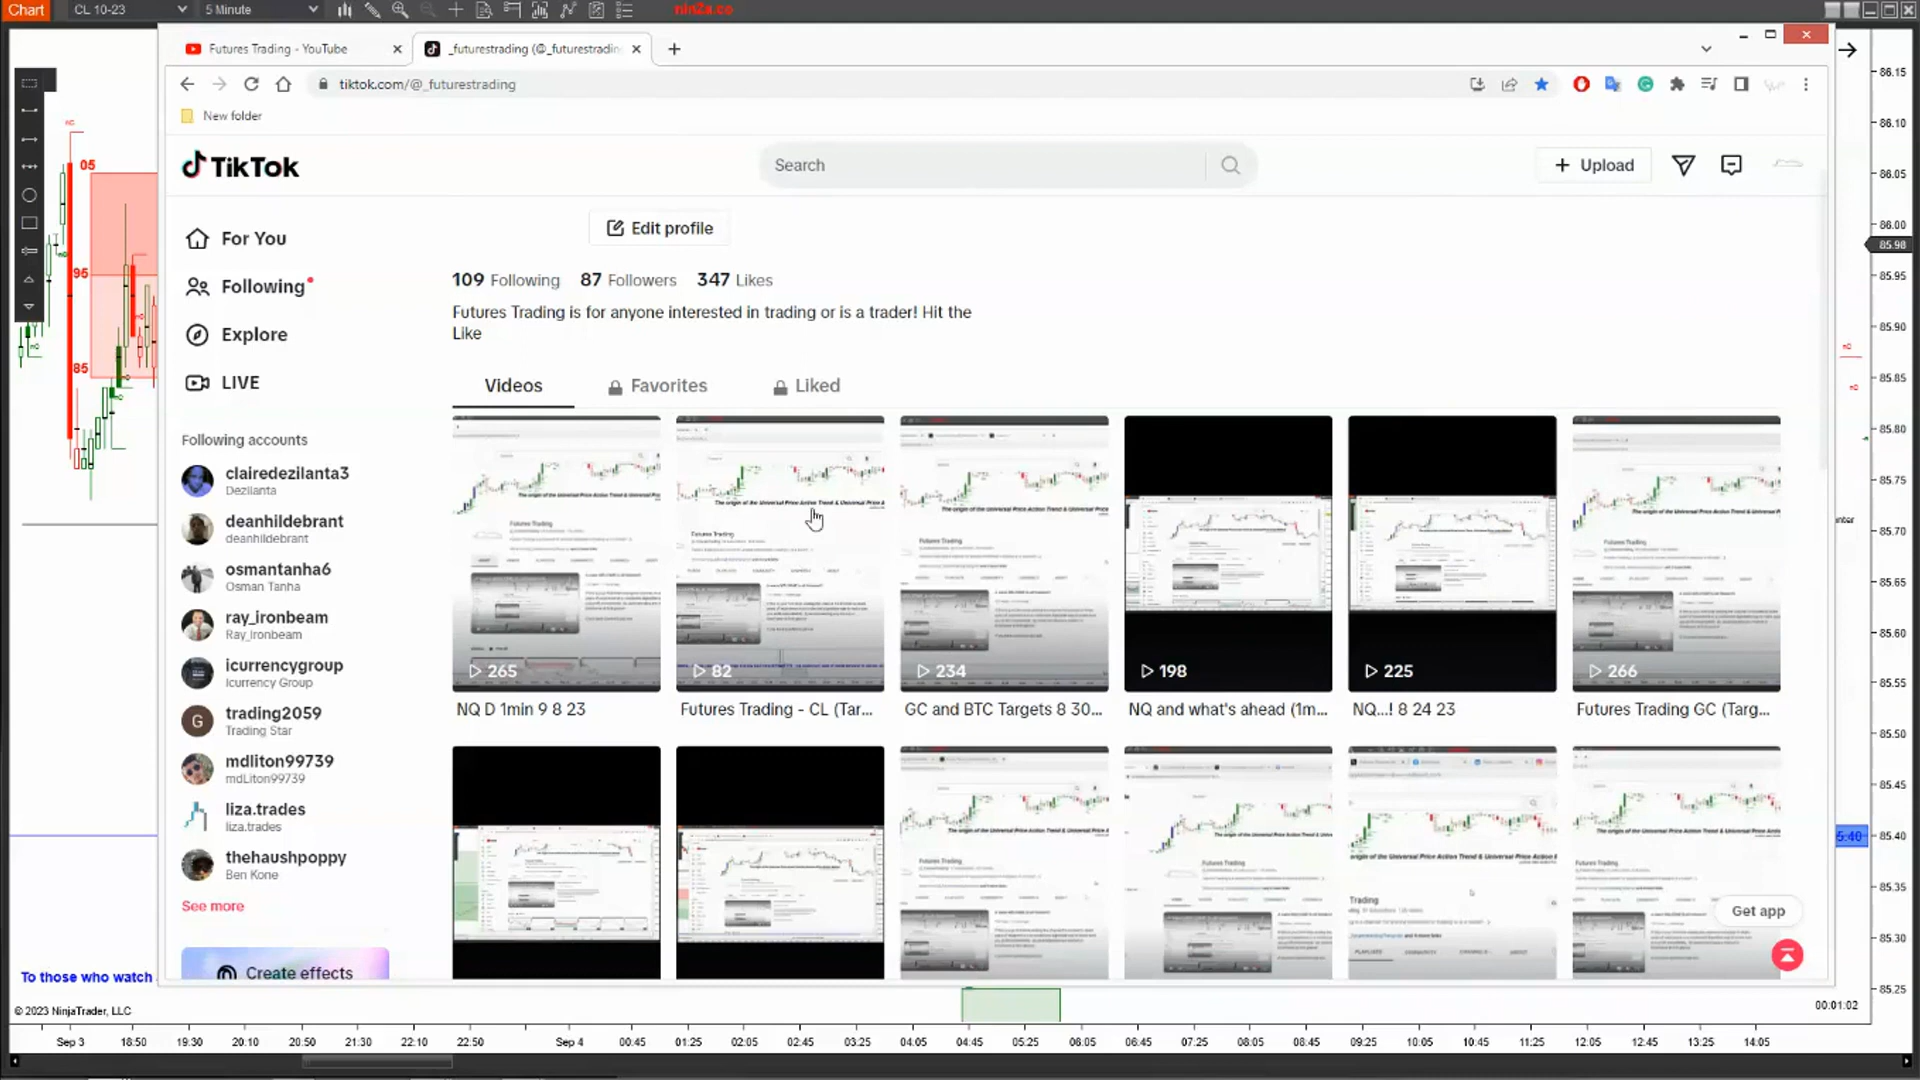 Chart
CL 10-23
5 Minute
nin2a.co
Futures Trading - YouTube
_futurestrading (@_futurestradin
tiktok.com/@_futurestrading
New folder
TikTok
Search
Upload
For You
Following
Explore
LIVE
Following accounts
clairedezilanta3
Dezilanta
deanhildebrant
deanhildebrant
osmantanha6
Osman Tanha
ray_ironbeam
Ray_Ironbeam
icurrencygroup
Icurrency Group
G
trading2059
Trading Star
mdliton99739
mdLiton99739
liza.trades
liza.trades
thehaushpoppy
Ben Kone
See more
Create effects
Edit profile
109 Following 87 Followers 347 Likes
Futures Trading is for anyone interested in trading or is a trader! Hit the
Like
Videos
Favorites
Liked
265
82
234
198
225
266
NQ D 1min 9 8 23
Futures Trading - CL (Tar...
GC and BTC Targets 8 30...
NQ and what's ahead (1m...
NQ...! 8 24 23
Futures Trading GC (Targ...
Get app
05
95
85
86.15
86.10
86.05
86.00
85.98
85.95
85.90
85.85
85.80
85.75
85.70
85.65
85.60
85.55
85.50
85.45
85.40
5.40
85.35
85.30
85.25
To those who watch
© 2023 NinjaTrader, LLC
00:01:02
Sep 3 18:50 19:30 20:10 20:50 21:30 22:10 22:50 Sep 4 00:45 01:25 02:05 02:45 03:25 04:05 04:45 05:25 06:05 06:45 07:25 08:05 08:45 09:25 10:05 10:45 11:25 12:05 12:45 13:25 14:05